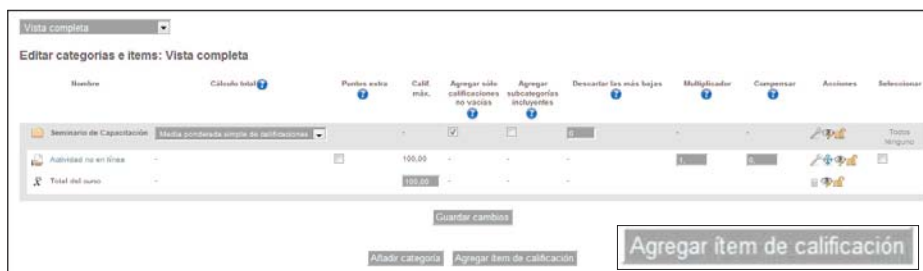 Vista completa
Editar categorías e ítems: Vista completa
Nombre Cálculo total Puntos extra Calif. máx. Agregar sólo calificaciones no vacías Agregar subcategorías incluyentes Descartar las más bajas Multiplicador Compensar Acciones Seleccionar
Seminario de Capacitación Media ponderada simple de calificaciones - 0 - - Todos
Ninguno
Actividad no en línea - 100,00 - - - 1 0
Total del curso - 100,00 - - -
Guardar cambios
Añadir categoría Agregar ítem de calificación
Agregar ítem de calificación